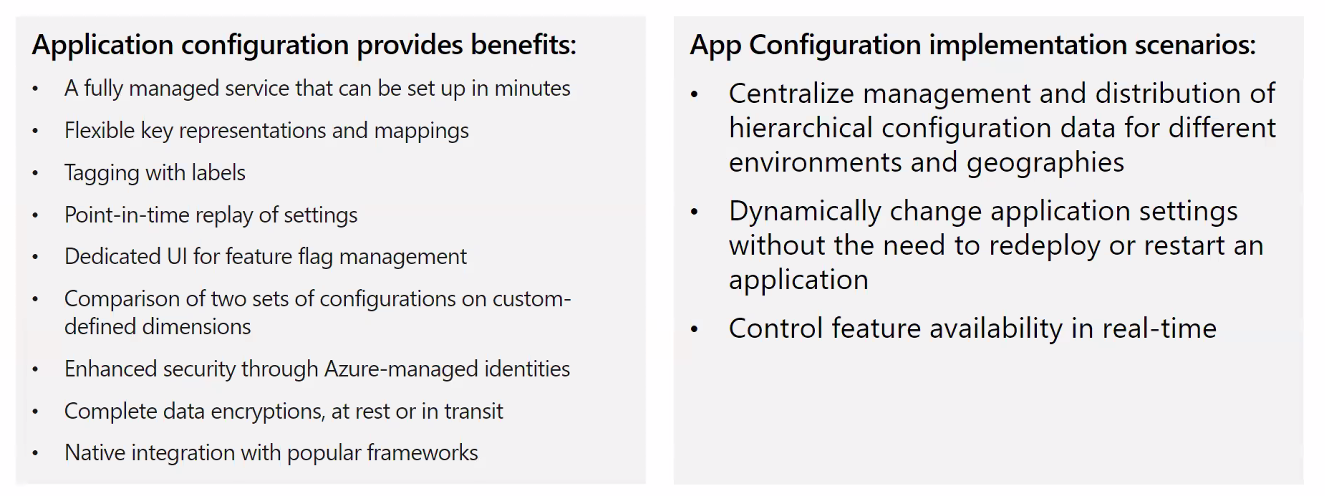 Application configuration provides benefits:
• A fully managed service that can be set up in minutes
• Flexible key representations and mappings
• Tagging with labels
• Point-in-time replay of settings
• Dedicated UI for feature flag management
• Comparison of two sets of configurations on custom-
defined dimensions
• Enhanced security through Azure-managed identities
• Complete data encryptions, at rest or in transit
• Native integration with popular frameworks
App Configuration implementation scenarios:
• Centralize management and distribution of
hierarchical configuration data for different
environments and geographies
• Dynamically change application settings
without the need to redeploy or restart an
application
• Control feature availability in real-time